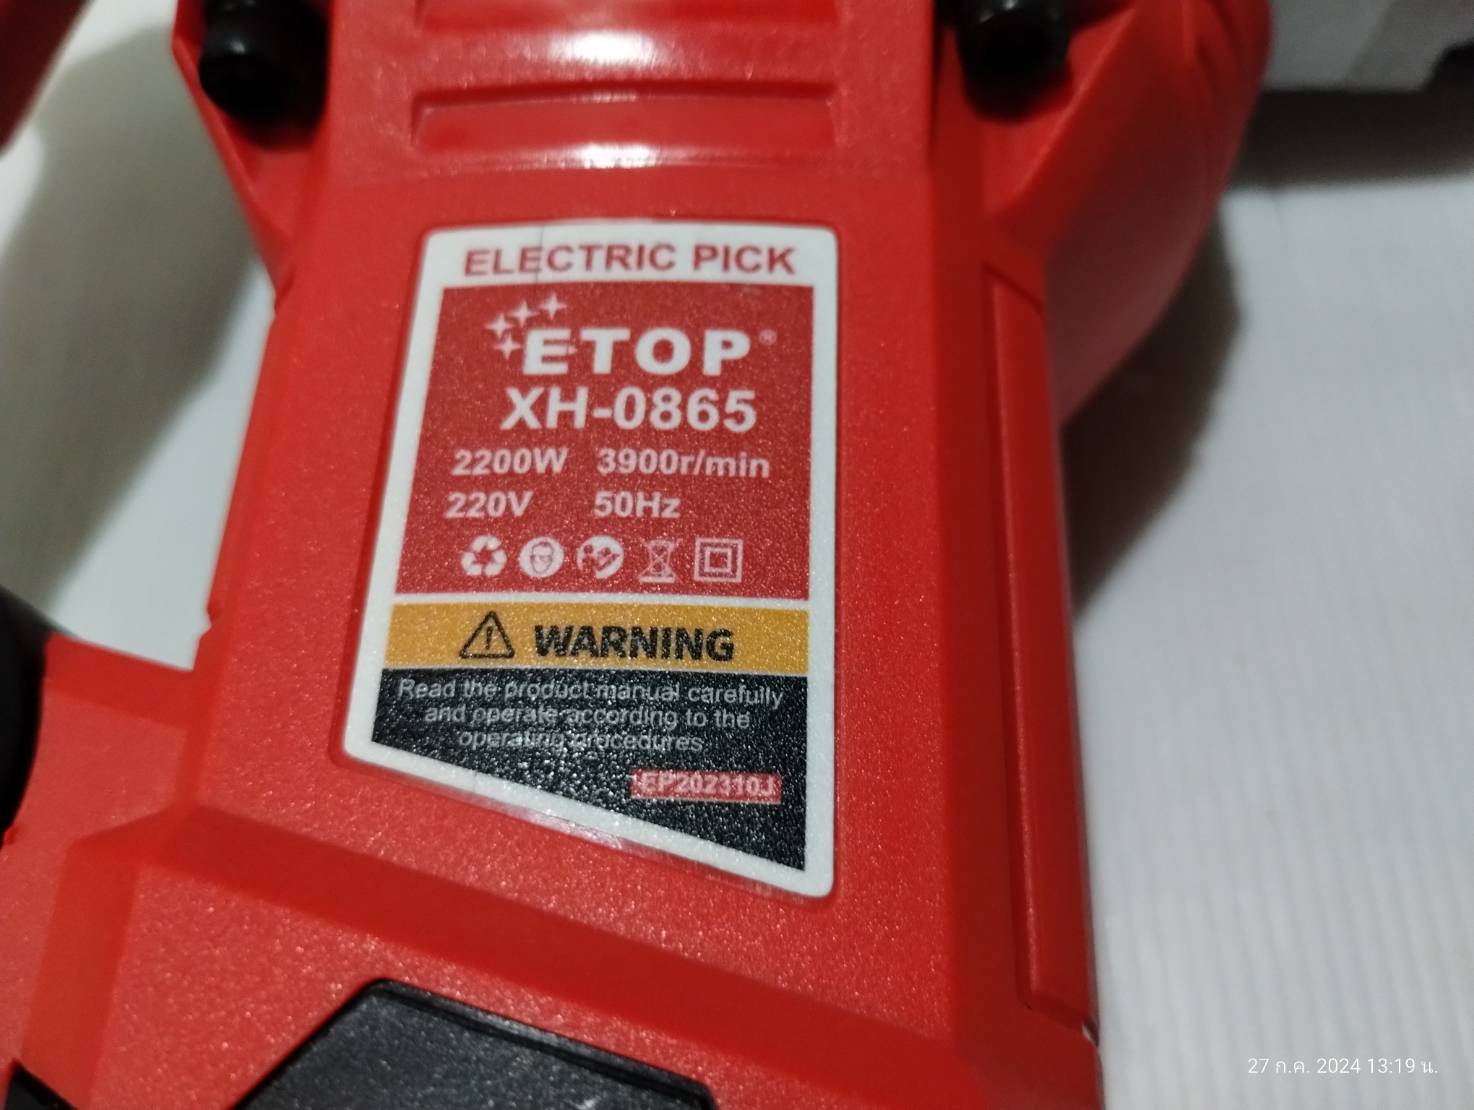 ELECTRIC PICK
ETOP®
XH-0865
2200W 3900r/min
220V 50Hz
WARNING
Read the product manual carefully
and operate according to the
operating procedures
EP202310J
27 ก.ค. 2024 13:19 น.